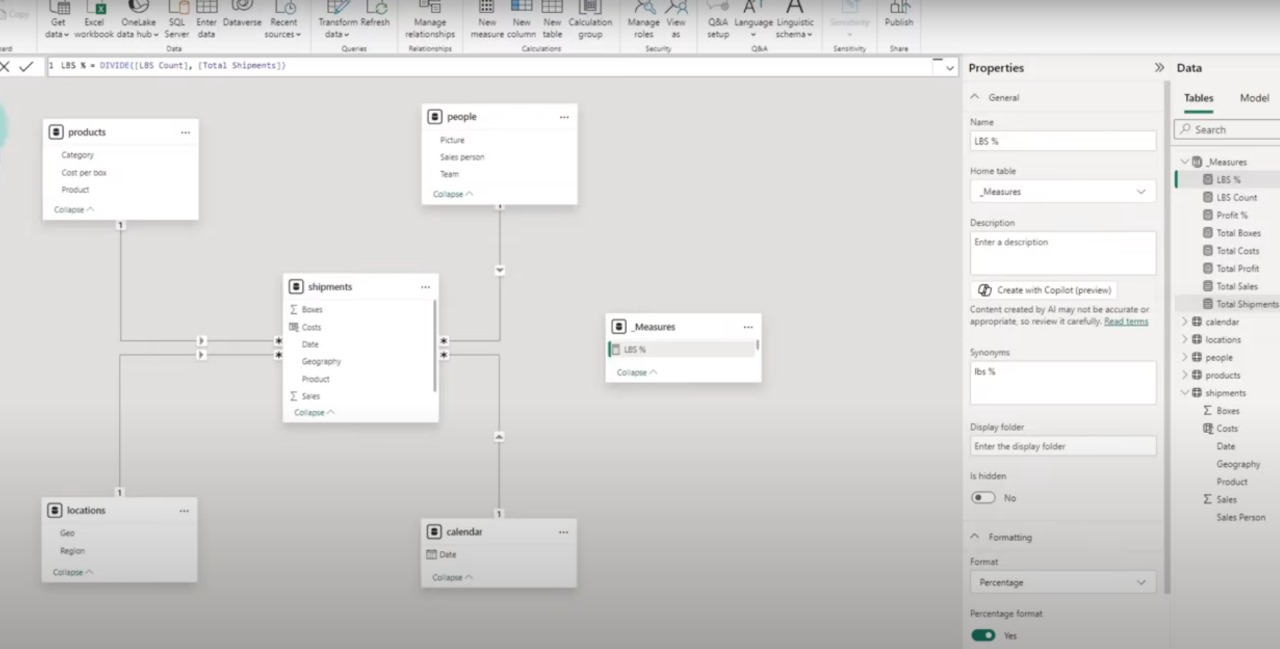 Copy
Get data
Excel workbook
OneLake data hub
SQL Server
Enter data
Dataverse
Recent sources
Transform data
Refresh
Manage relationships
New measure
New column
New table
Calculation group
Manage roles
View as
Q&A setup
Language
Linguistic schema
Sensitivity
Publish
Data
Queries
Relationships
Calculations
Security
Q&A
Sensitivity
Share
1 LBS % = DIVIDE([LBS Count], [Total Shipments])
products
Category
Cost per box
Product
Collapse
1
people
Picture
Sales person
Team
Collapse
1
shipments
Boxes
Costs
Date
Geography
Product
Sales
Collapse
_Measures
LBS %
Collapse
1
locations
Geo
Region
Collapse
1
calendar
Date
Collapse
Properties
General
Name
LBS %
Home table
_Measures
Description
Enter a description
Create with Copilot (preview)
Content created by AI may not be accurate or
appropriate, so review it carefully. Read terms
Synonyms
lbs %
Display folder
Enter the display folder
Is hidden
No
Formatting
Format
Percentage
Percentage format
Yes
Data
Tables
Model
Search
_Measures
LBS %
LBS Count
Profit %
Total Boxes
Total Costs
Total Profit
Total Sales
Total Shipments
calendar
locations
people
products
shipments
Boxes
Costs
Date
Geography
Product
Sales
Sales Person